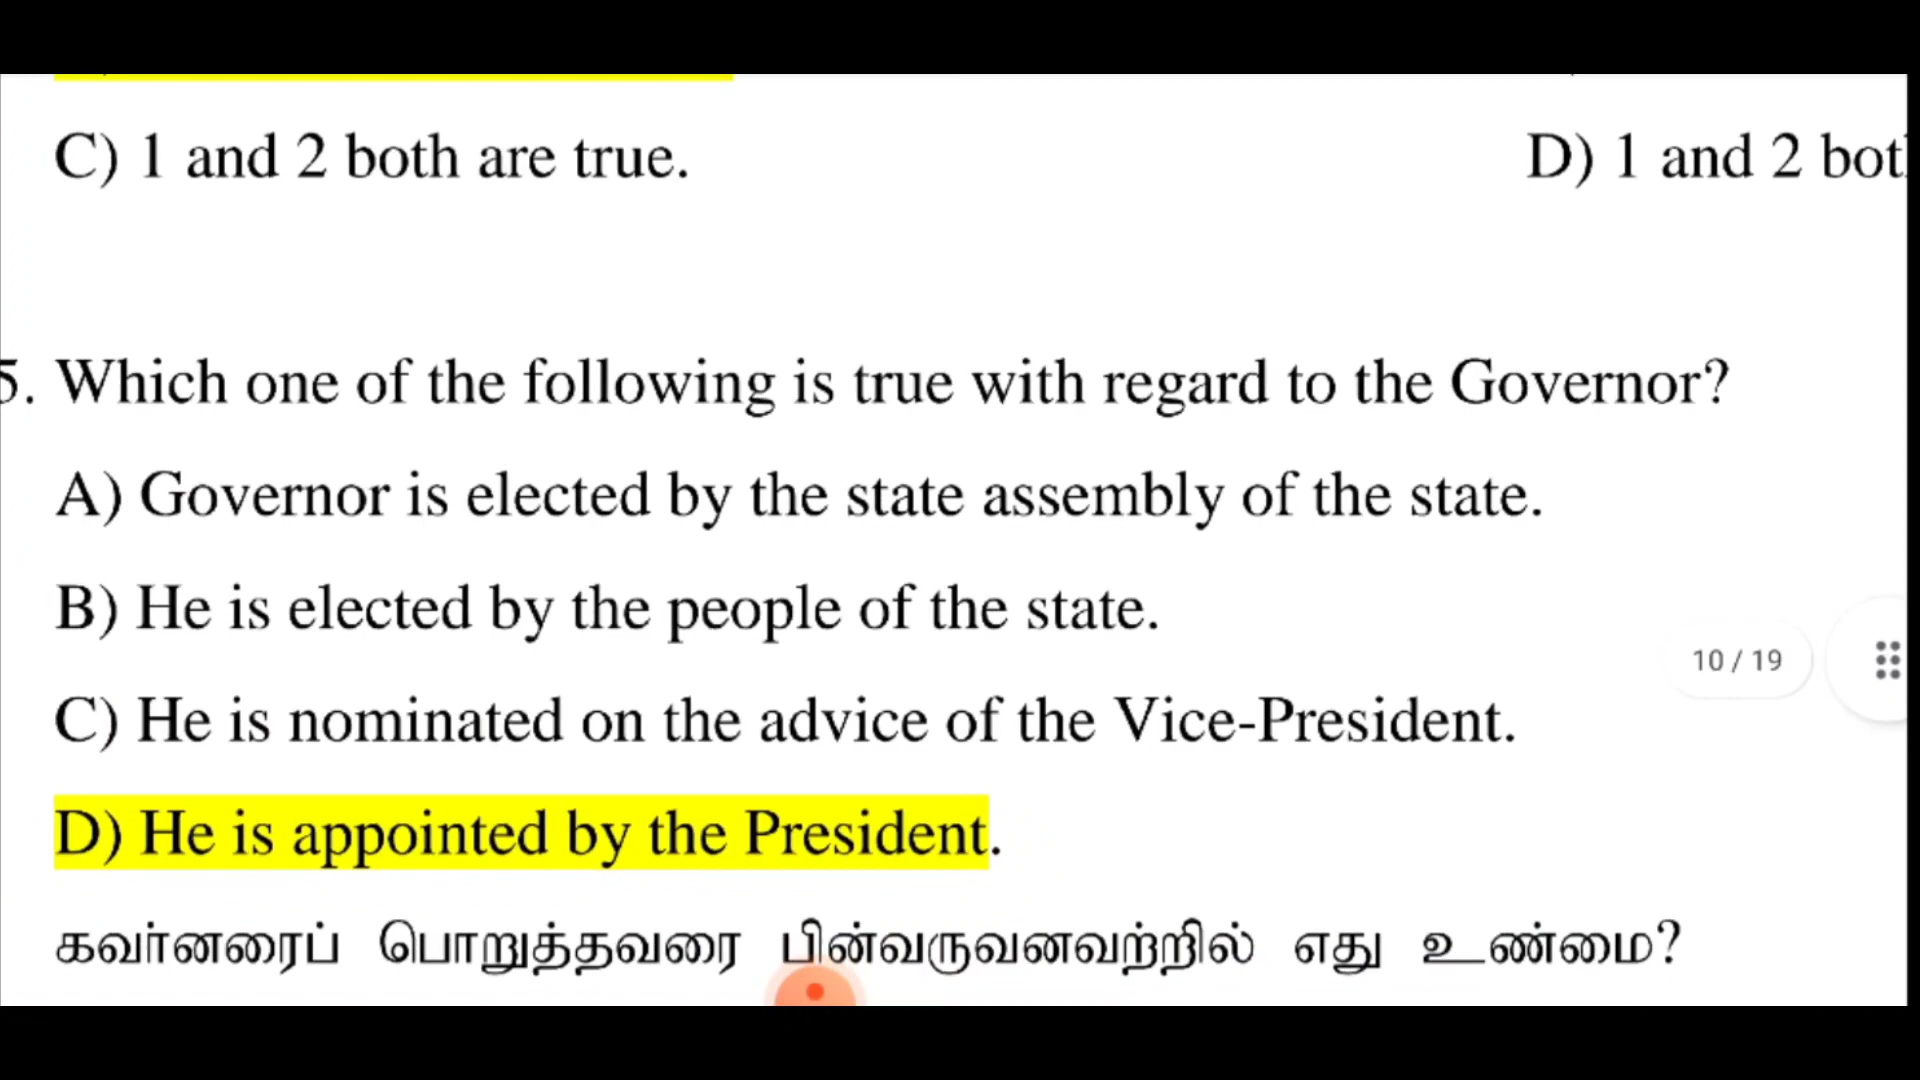 C) 1 and 2 both are true.
D) 1 and 2
5. Which one of the following is true with regard to the Governor?
A) Governor is elected by the state assembly of the state.
B) He is elected by the people of the state.
C) He is nominated on the advice of the Vice-President.
10 / 19
D) He is appointed by the President.
கவர்னரைப் பொறுத்தவரை பின்வருவனவற்றில் எது உண்மை?